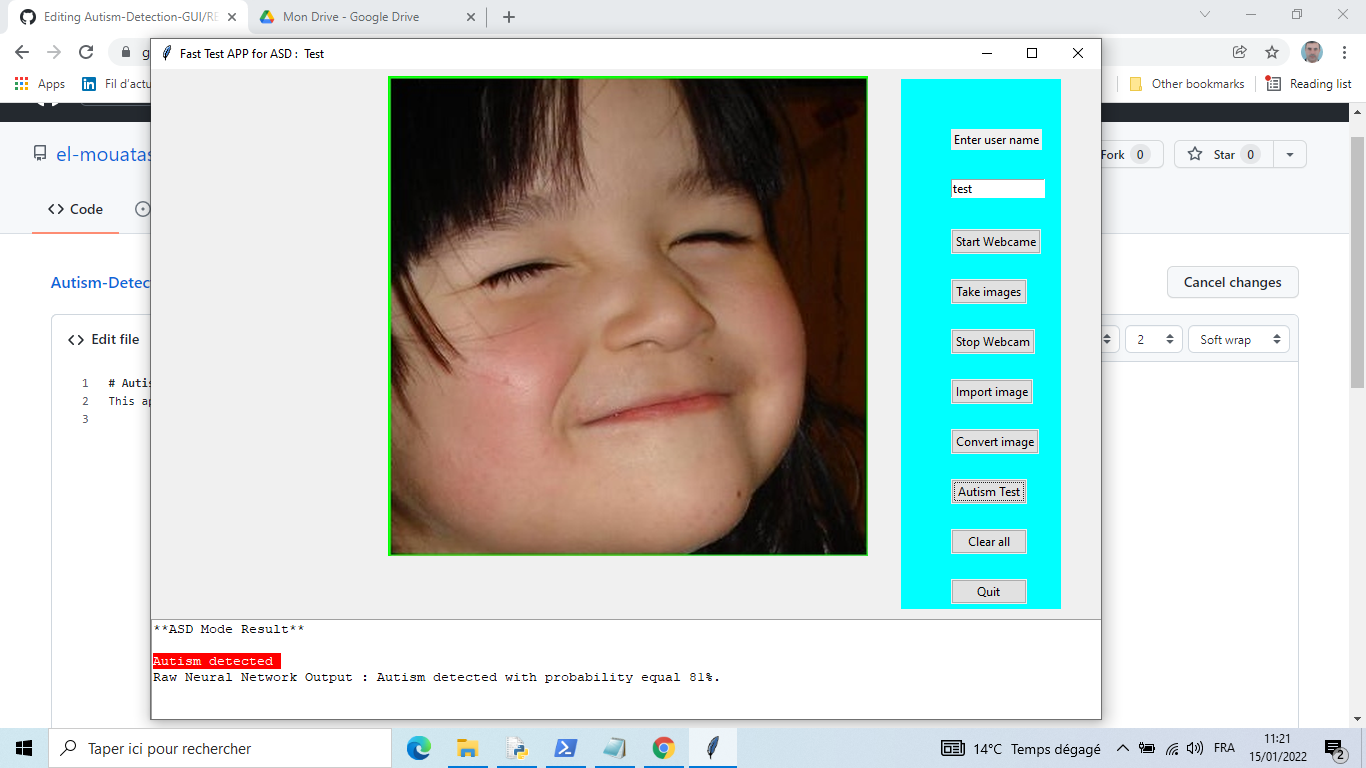 Editing Autism-Detection-GUI/RE
Mon Drive - Google Drive
Fast Test APP for ASD : Test
Apps
Fil d'actu
Other bookmarks
Reading list
el-mouatas
Fork 0
Star 0
Code
Autism-Detec
Cancel changes
Edit file
2
Soft wrap
1 # Autis
2 This ap
3
Enter user name
test
Start Webcame
Take images
Stop Webcam
Import image
Convert image
Autism Test
Clear all
Quit
**ASD Mode Result**
Autism detected
Raw Neural Network Output : Autism detected with probability equal 81%.
Taper ici pour rechercher
14°C Temps dégagé
FRA
11:21
15/01/2022
2